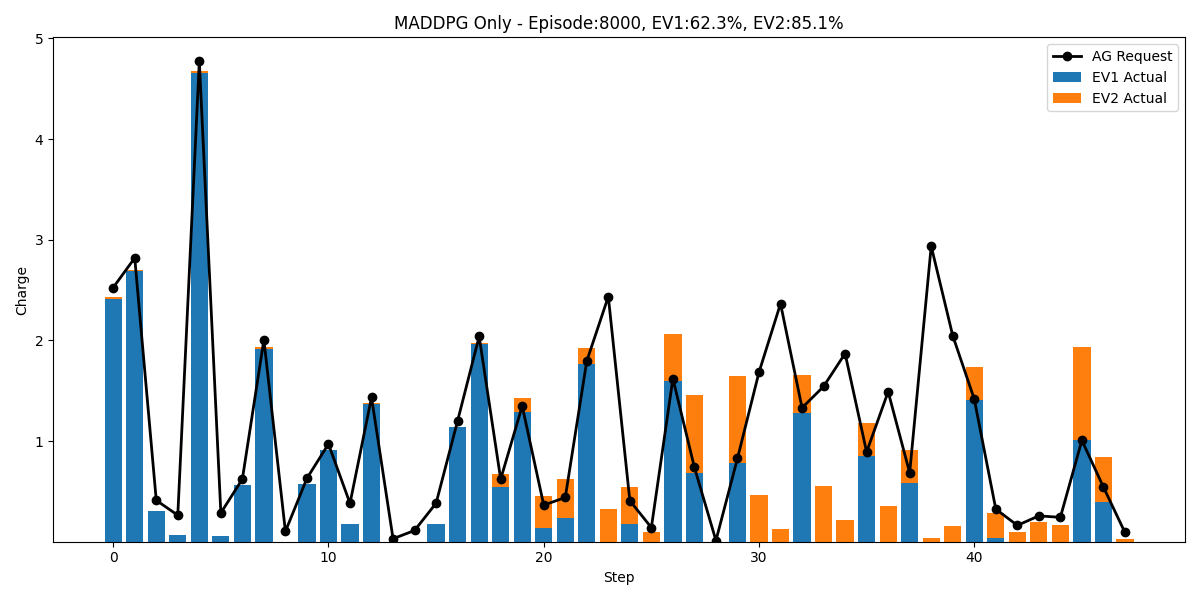 MADDPG Only - Episode:8000, EV1:62.3%, EV2:85.1%
5
4
3
2
1
Charge
AG Request
EV1 Actual
EV2 Actual
0
10
20
30
40
Step